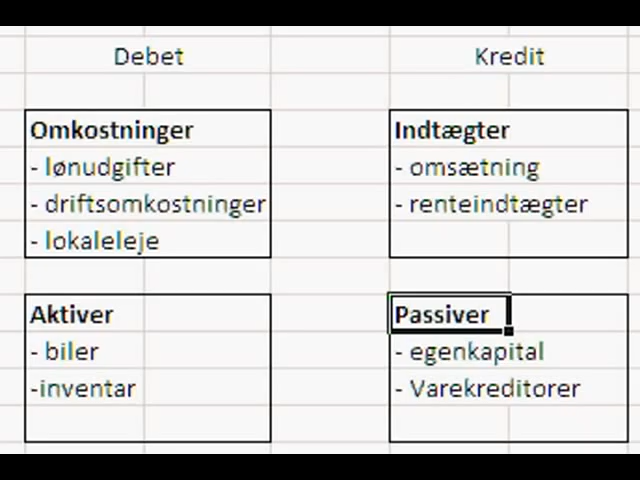 Debet
Kredit
Omkostninger
- lønudgifter
- driftsomkostninger
- lokaleleje
Indtægter
- omsætning
- renteindtægter
Aktiver
- biler
-inventar
Passiver
- egenkapital
- Varekreditorer